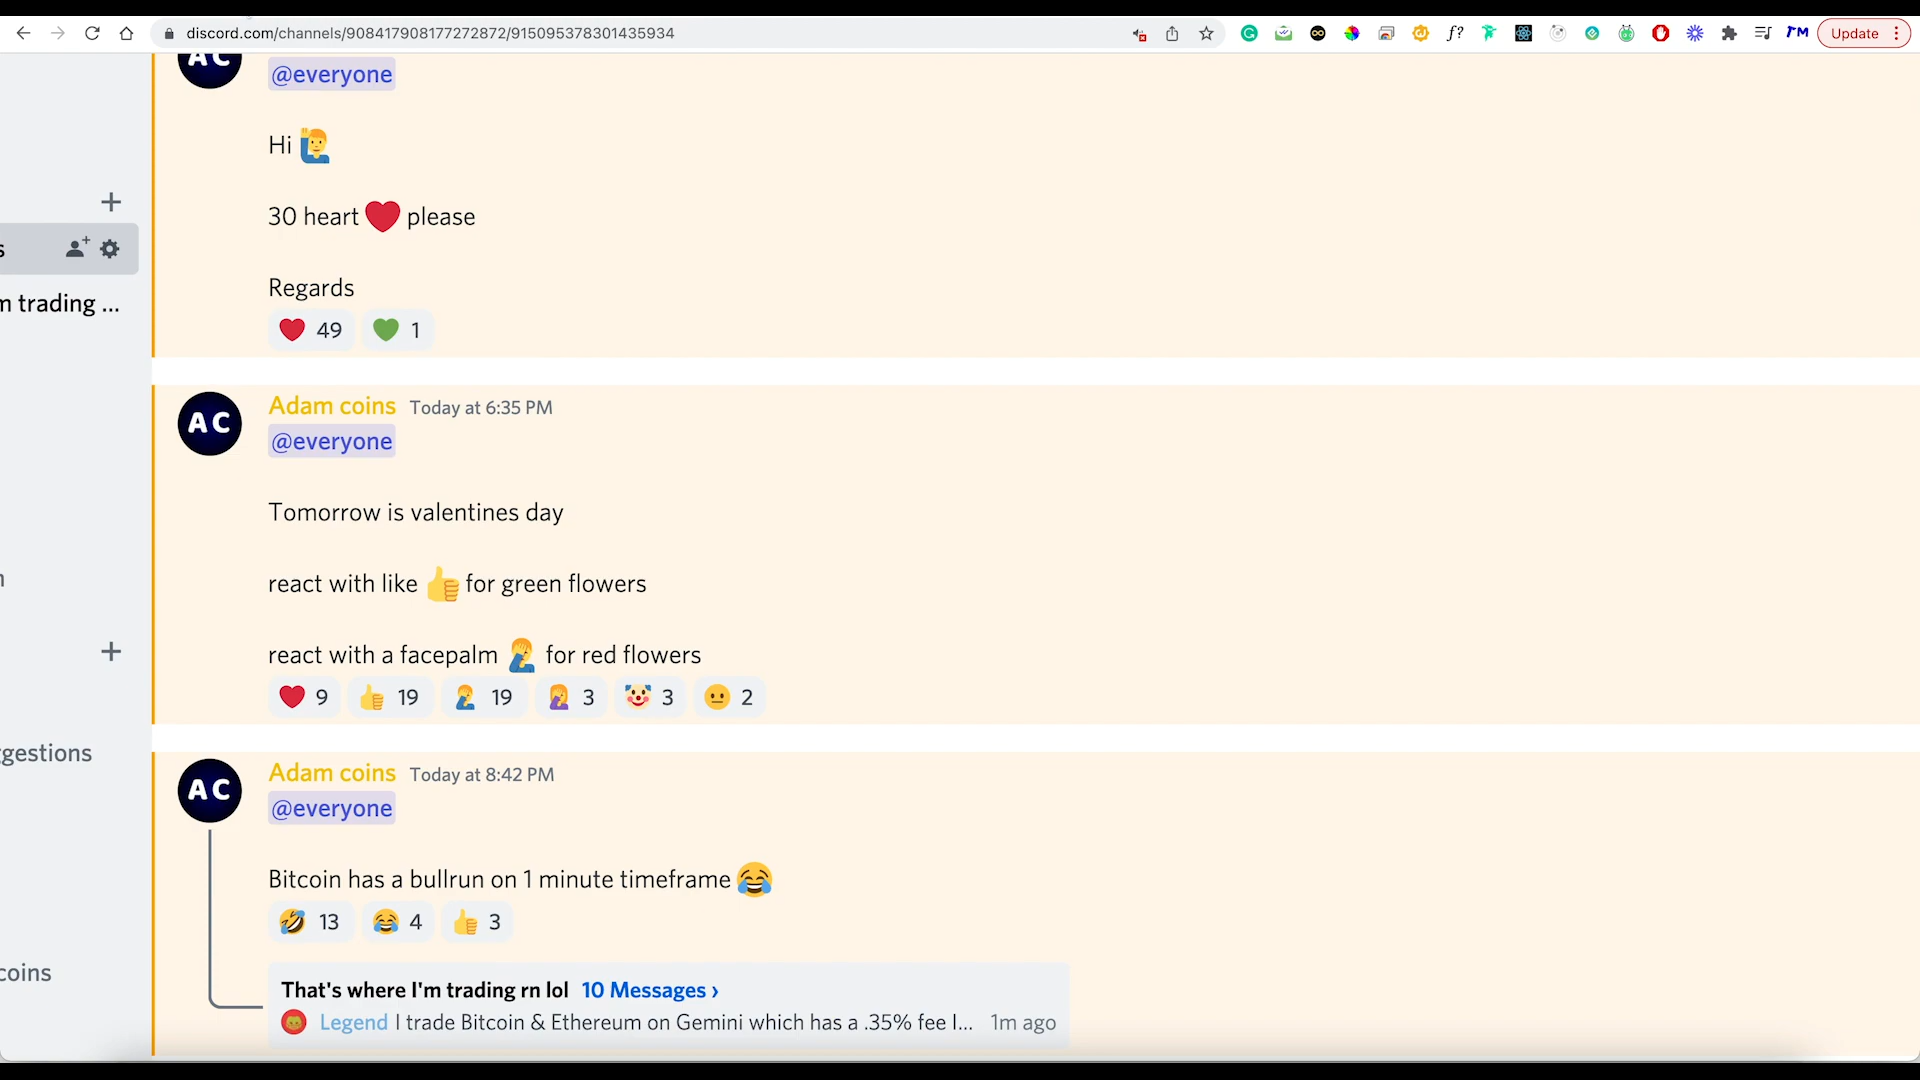 discord.com/channels/908417908177272872/915095378301435934
Update
AC
@everyone
Hi
30 heart please
Regards
49 1
s
m trading ...
AC
Adam coins Today at 6:35 PM
@everyone
Tomorrow is valentines day
react with like for green flowers
react with a facepalm for red flowers
9 19 19 3 3 2
ggestions
AC
Adam coins Today at 8:42 PM
@everyone
Bitcoin has a bullrun on 1 minute timeframe
13 4 3
coins
That's where I'm trading rn lol 10 Messages ›
Legend I trade Bitcoin & Ethereum on Gemini which has a .35% fee I... 1m ago